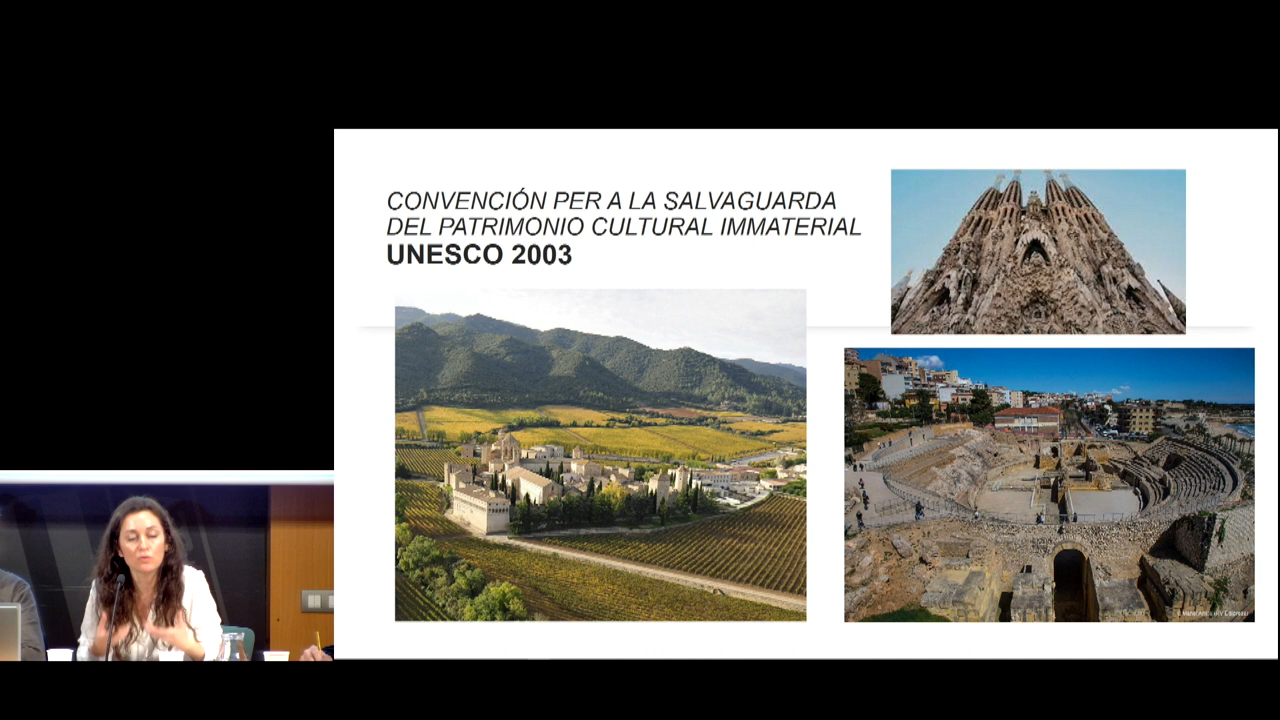 CONVENCIÓN PER A LA SALVAGUARDA
DEL PATRIMONIO CULTURAL IMMATERIAL
UNESCO 2003